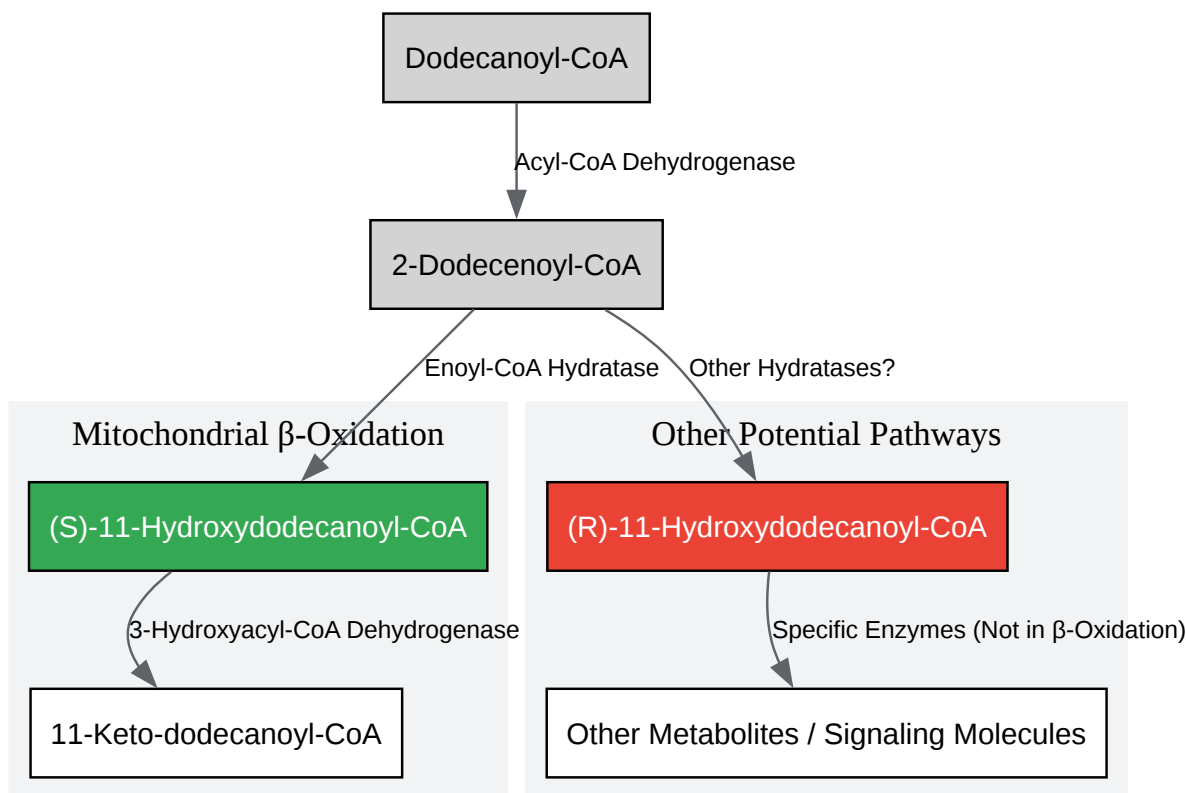 Dodecanoyl-CoA
Acyl-CoA Dehydrogenase
2-Dodecenoyl-CoA
Enoyl-CoA Hydratase
Other Hydratases?
Mitochondrial β-Oxidation
Other Potential Pathways
(S)-11-Hydroxydodecanoyl-CoA
(R)-11-Hydroxydodecanoyl-CoA
3-Hydroxyacyl-CoA Dehydrogenase
Specific Enzymes (Not in β-Oxidation)
11-Keto-dodecanoyl-CoA
Other Metabolites / Signaling Molecules